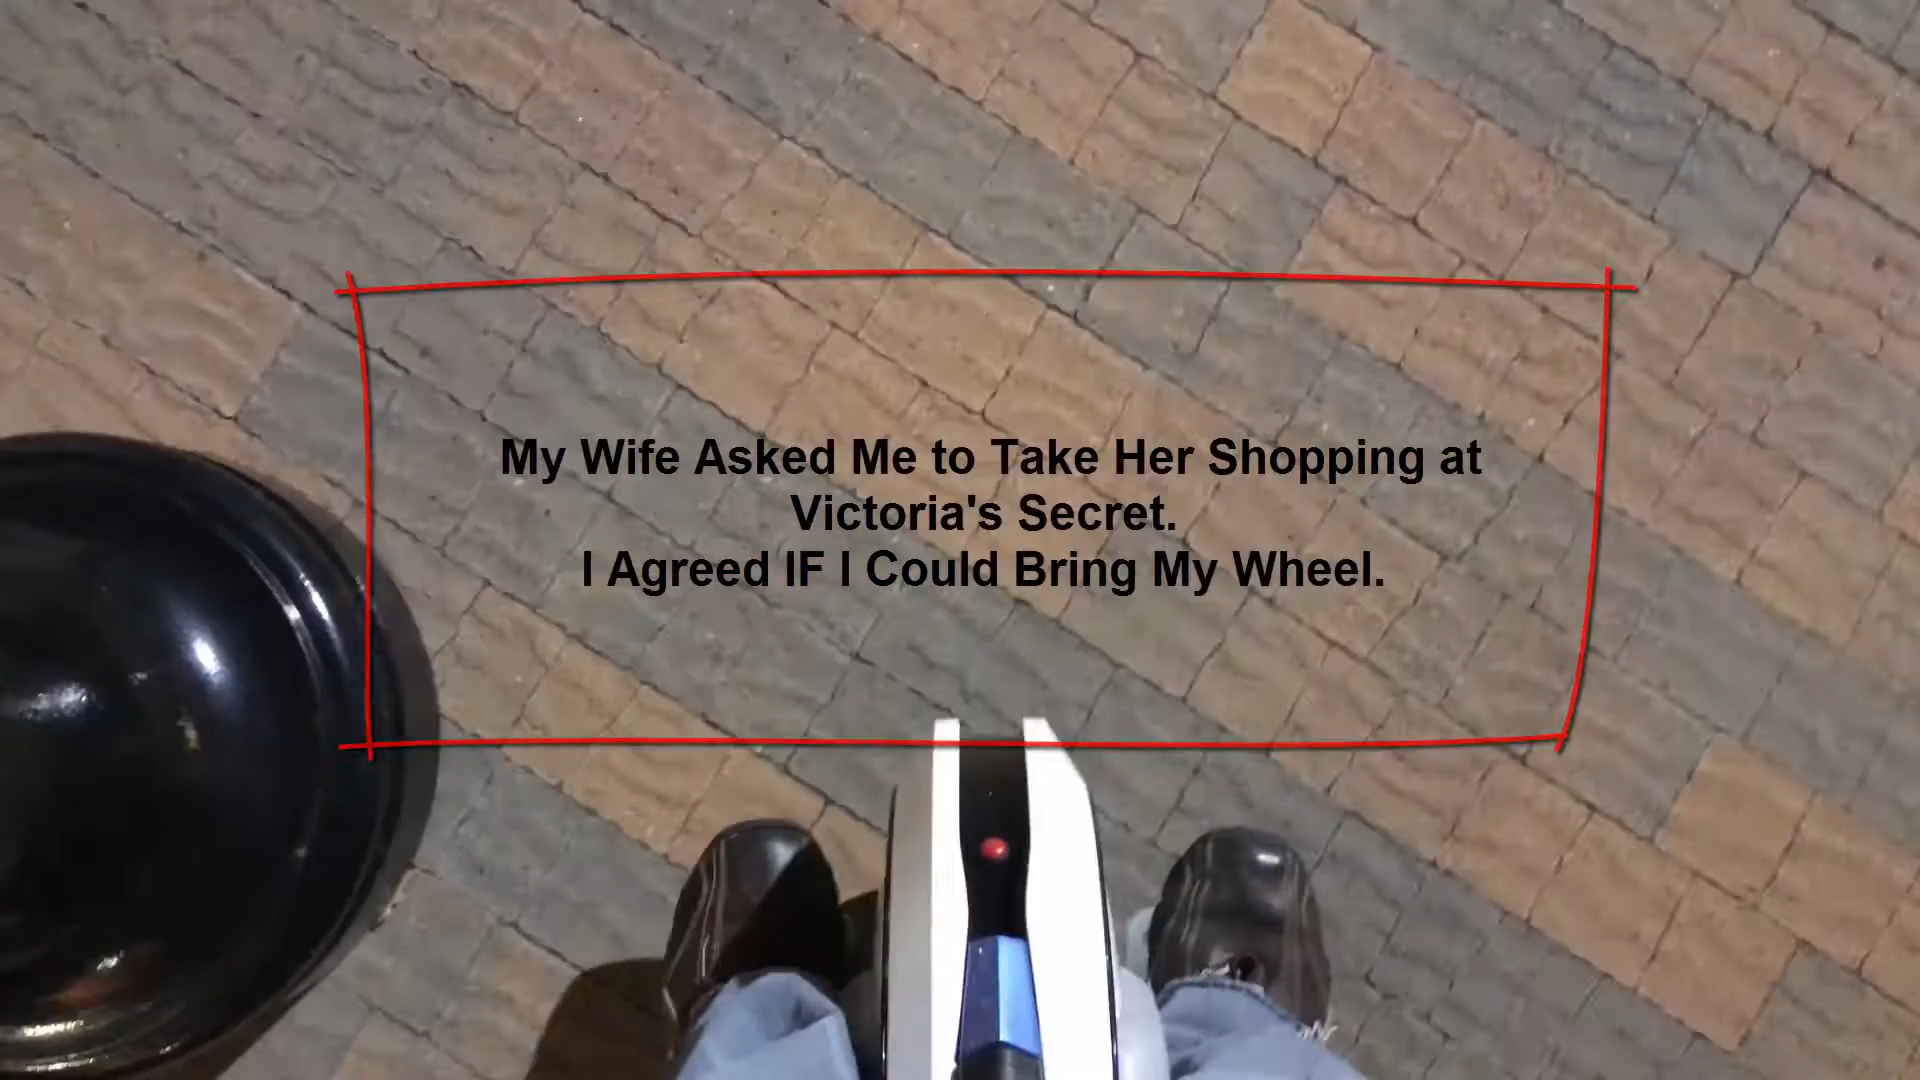 My Wife Asked Me to Take Her Shopping at
Victoria's Secret.
I Agreed IF I Could Bring My Wheel.